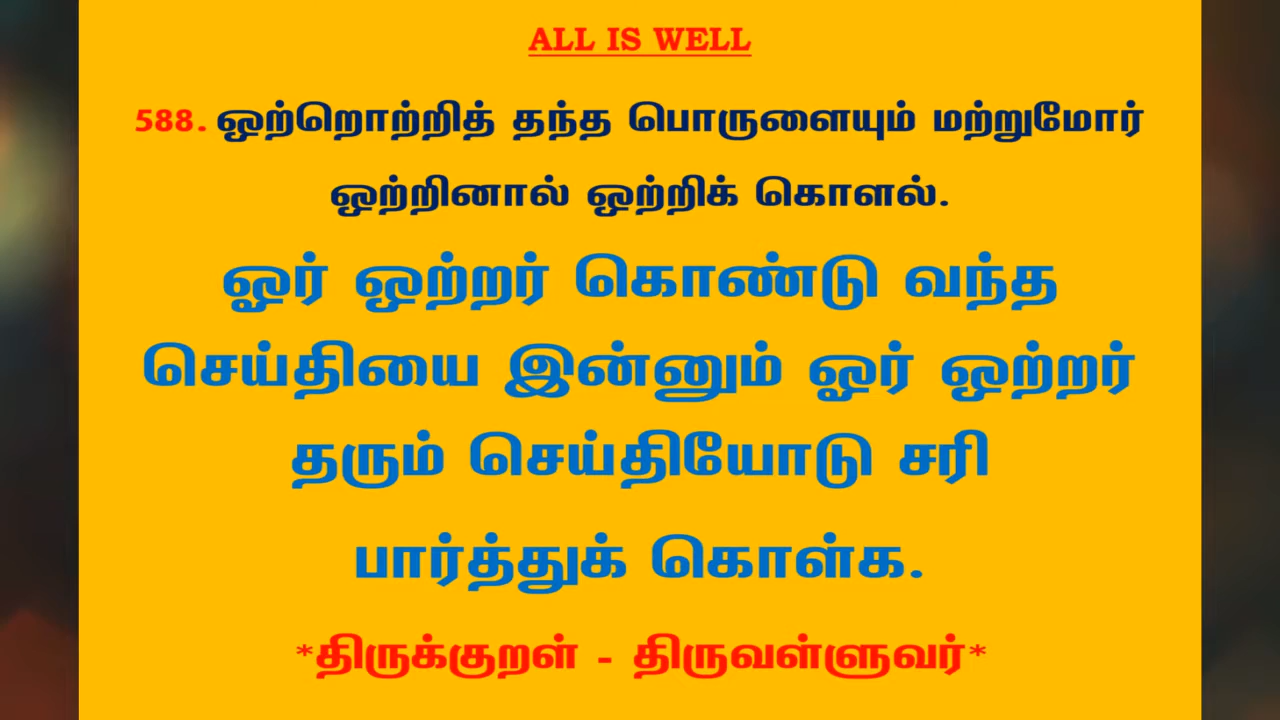 ALL IS WELL
588. ஒற்றொற்றித் தந்த பொருளையும் மற்றுமோர்
ஒற்றினால் ஒற்றிக் கொளல்.
ஓர் ஒற்றர் கொண்டு வந்த
செய்தியை இன்னும் ஓர் ஒற்றர்
தரும் செய்தியோடு சரி
பார்த்துக் கொள்க.
*திருக்குறள் - திருவள்ளுவர்*